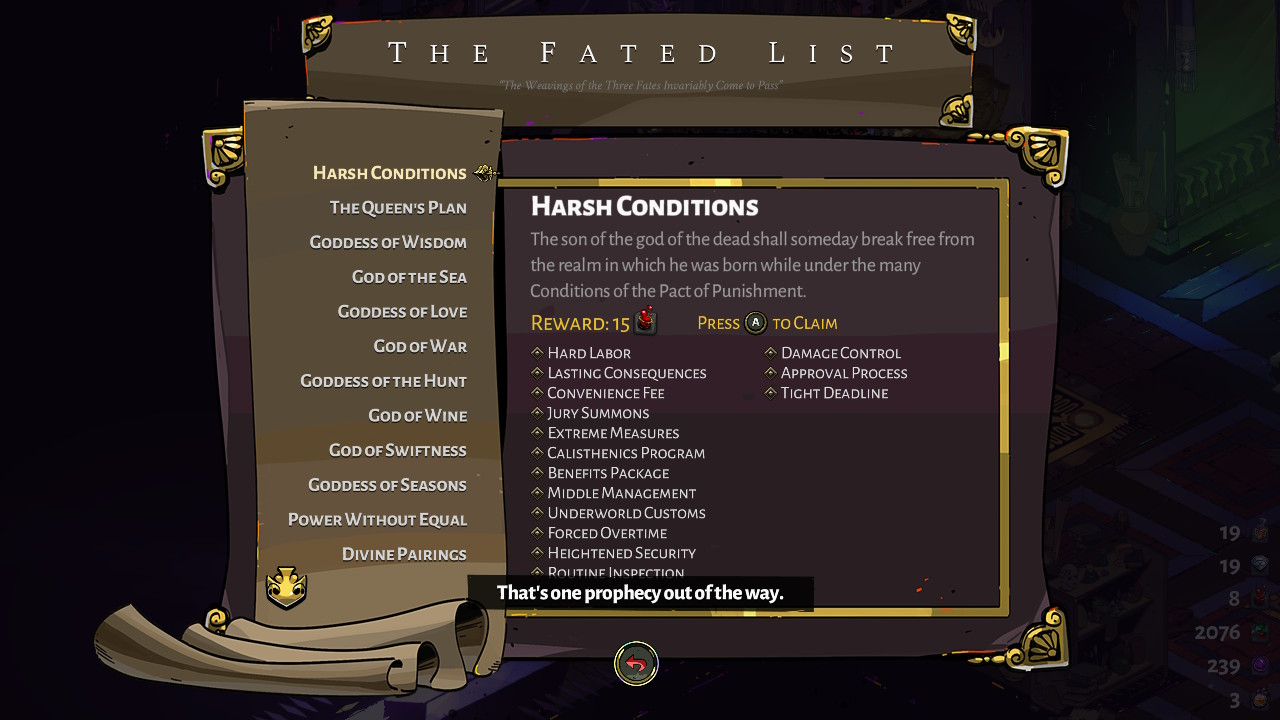 THE FATED LIST
"The Weavings of the Three Fates Invariably Come to Pass"
HARSH CONDITIONS
THE QUEEN'S PLAN
GODDESS OF WISDOM
GOD OF THE SEA
GODDESS OF LOVE
GOD OF WAR
GODDESS OF THE HUNT
GOD OF WINE
GOD OF SWIFTNESS
GODDESS OF SEASONS
POWER WITHOUT EQUAL
DIVINE PAIRINGS
HARSH CONDITIONS
The son of the god of the dead shall someday break free from
the realm in which he was born while under the many
Conditions of the Pact of Punishment.
REWARD: 15 PRESS A TO CLAIM
HARD LABOR
LASTING CONSEQUENCES
CONVENIENCE FEE
JURY SUMMONS
EXTREME MEASURES
CALISTHENICS PROGRAM
BENEFITS PACKAGE
MIDDLE MANAGEMENT
UNDERWORLD CUSTOMS
FORCED OVERTIME
HEIGHTENED SECURITY
ROUTINE INSPECTION
DAMAGE CONTROL
APPROVAL PROCESS
TIGHT DEADLINE
That's one prophecy out of the way.
19
19
8
2076
239
3